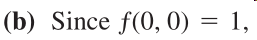 (b) Since f(0, 0) = 1,